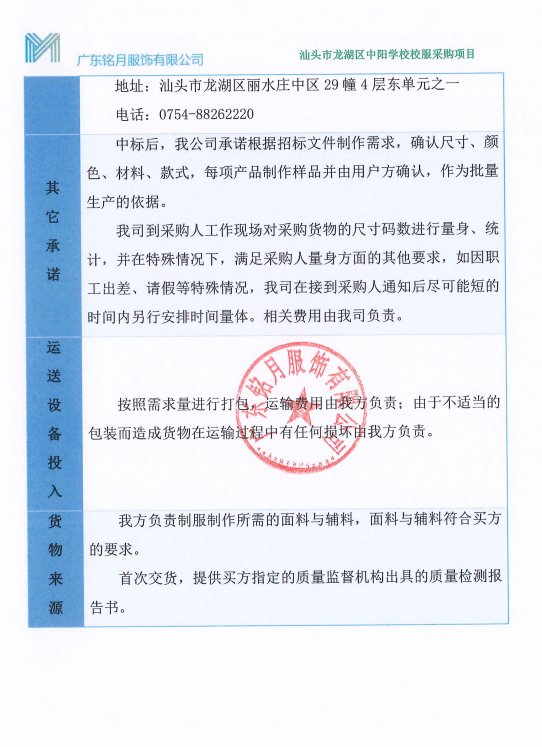 广东铭月服饰有限公司
汕头市龙湖区中阳学校校服采购项目
地址：汕头市龙湖区丽水庄中区 29 幢 4 层东单元之一
电话：0754-88262220
其它承诺
中标后，我公司承诺根据招标文件制作需求，确认尺寸、颜
色、材料、款式，每项产品制作样品并由用户方确认，作为批量
生产的依据。
我司到采购人工作现场对采购货物的尺寸码数进行量身、统
计，并在特殊情况下，满足采购人量身方面的其他要求，如因职
工出差、请假等特殊情况，我司在接到采购人通知后尽可能短的
时间内另行安排时间量体。相关费用由我司负责。
运送设备投入
按照需求量进行打包，运输费用由我方负责；由于不适当的
包装而造成货物在运输过程中有任何损坏由我方负责。
广东铭月服饰有限公司
货物来源
我方负责制服制作所需的面料与辅料，面料与辅料符合买方
的要求。
首次交货，提供买方指定的质量监督机构出具的质量检测报
告书。